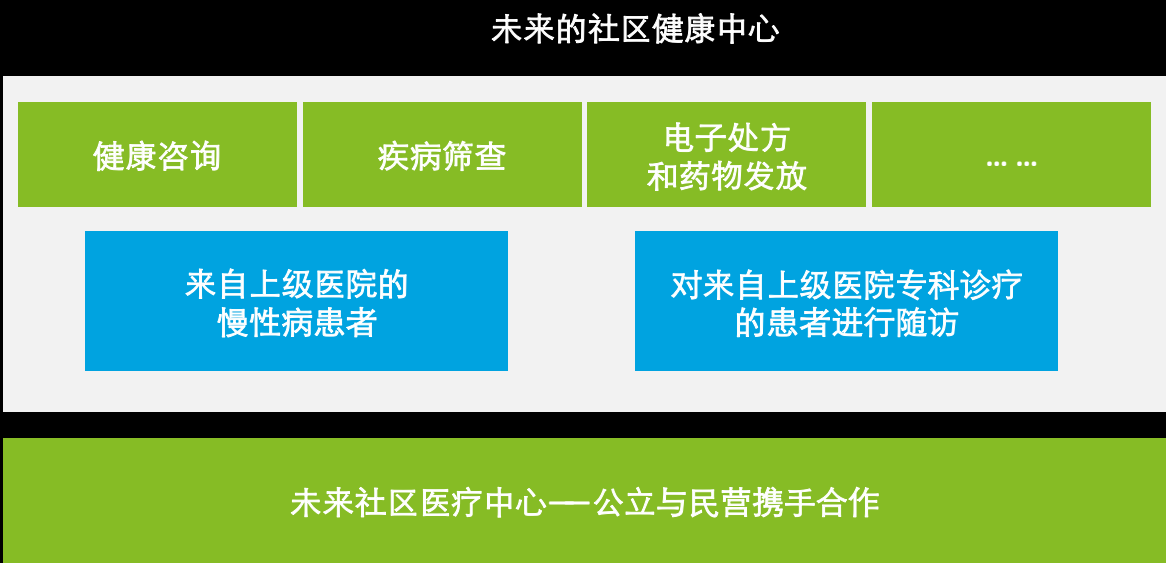 未来的社区健康中心
健康咨询
疾病筛查
电子处方
和药物发放
... ...
来自上级医院的
慢性病患者
对来自上级医院专科诊疗
的患者进行随访
未来社区医疗中心——公立与民营携手合作